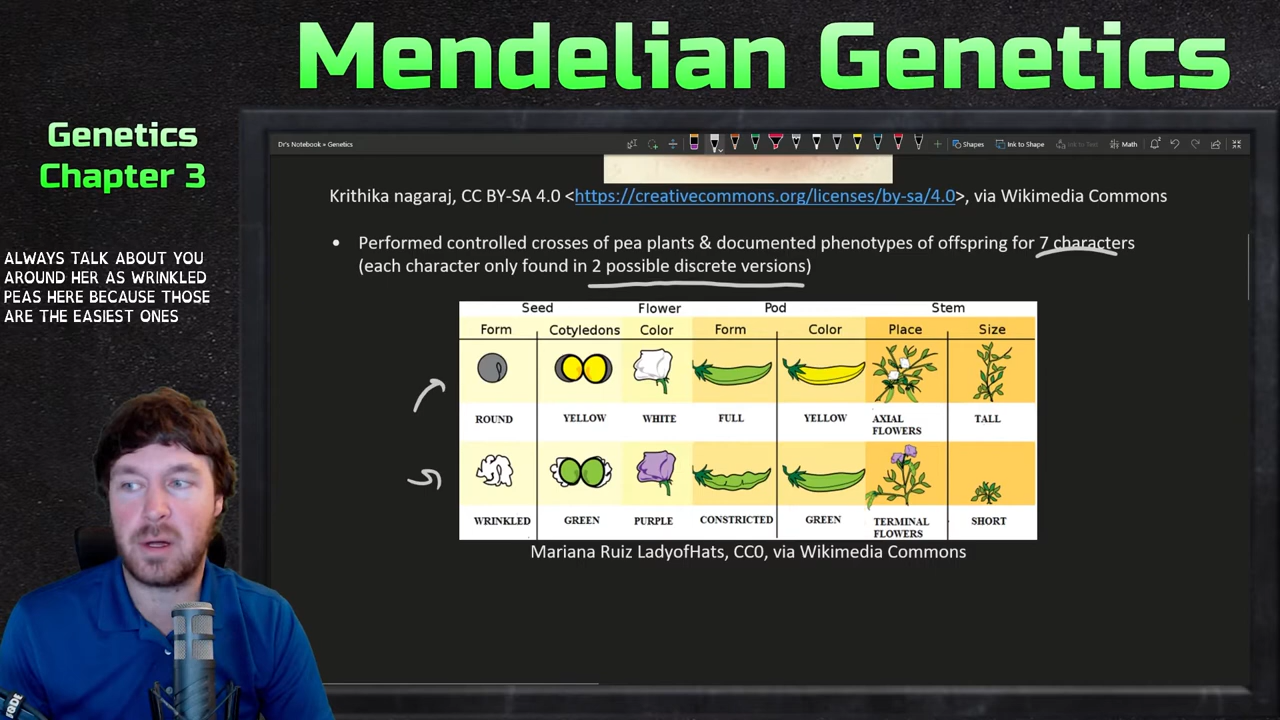 Mendelian Genetics
Genetics
Chapter 3
ALWAYS TALK ABOUT YOU
AROUND HER AS WRINKLED
PEAS HERE BECAUSE THOSE
ARE THE EASIEST ONES
Dr's Notebook » Genetics
Shapes
Ink to Shape
Ink to Text
Math
Krithika nagaraj, CC BY-SA 4.0 <https://creativecommons.org/licenses/by-sa/4.0>, via Wikimedia Commons
• Performed controlled crosses of pea plants & documented phenotypes of offspring for 7 characters
(each character only found in 2 possible discrete versions)
Seed Flower Pod Stem
Form Cotyledons Color Form Color Place Size
ROUND YELLOW WHITE FULL YELLOW AXIAL FLOWERS TALL
WRINKLED GREEN PURPLE CONSTRICTED GREEN TERMINAL FLOWERS SHORT
Mariana Ruiz LadyofHats, CC0, via Wikimedia Commons